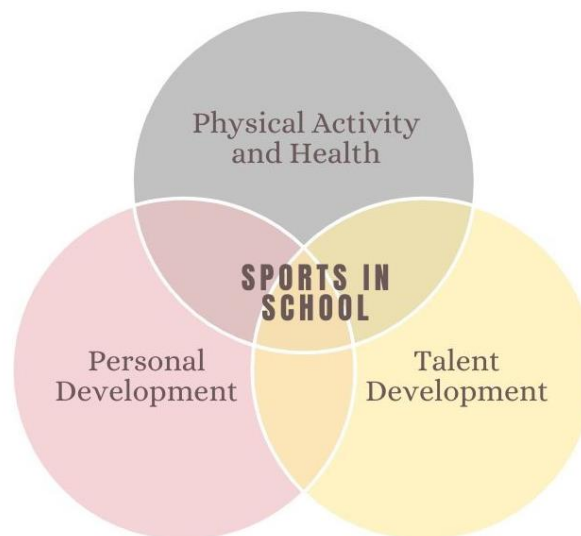 Physical Activity
and Health
SPORTS IN
SCHOOL
Personal
Development
Talent
Development